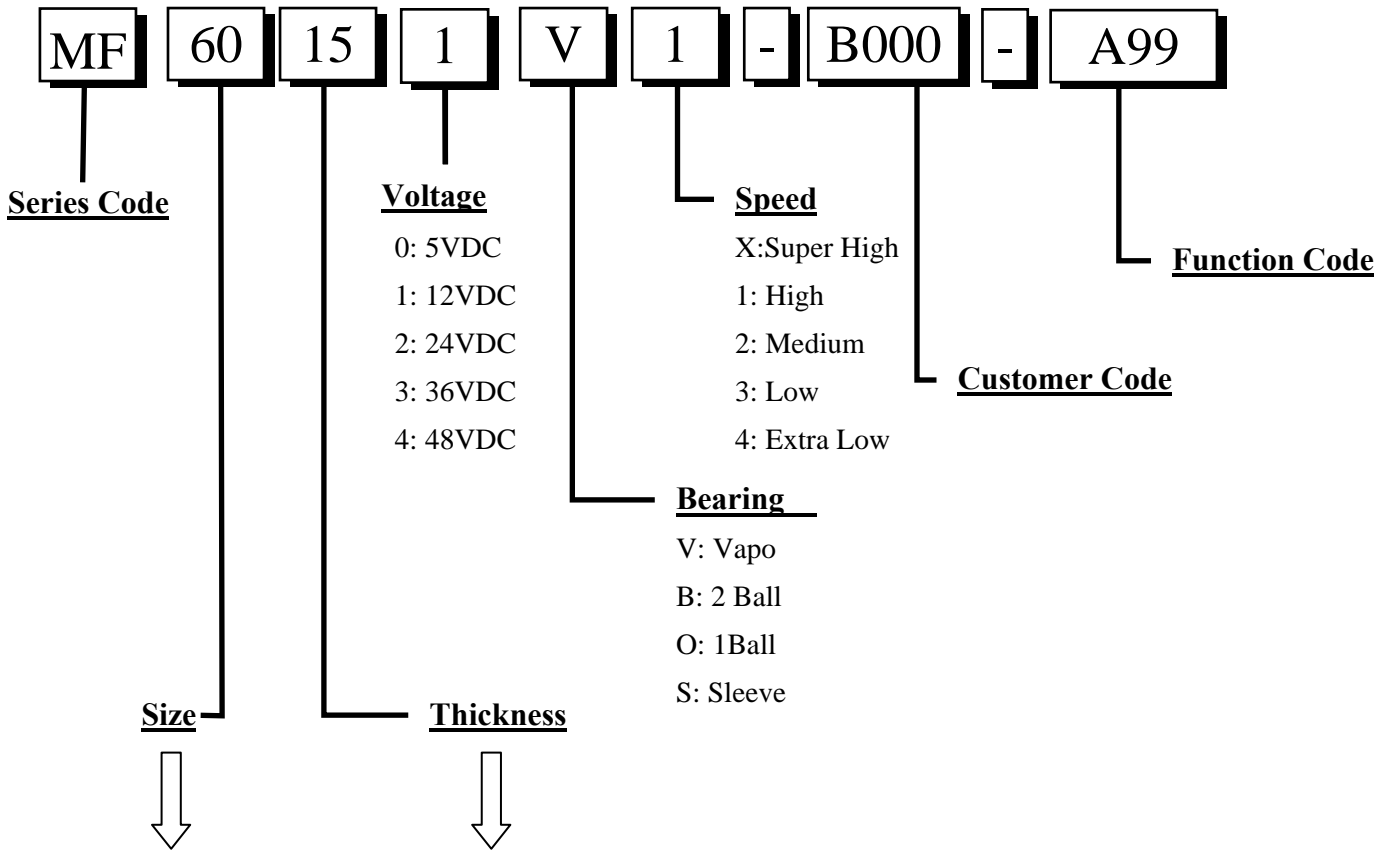 MF 60 15 1 V 1 - B000 - A99
Series Code
Voltage
0: 5VDC
1: 12VDC
2: 24VDC
3: 36VDC
4: 48VDC
Speed
X:Super High
1: High
2: Medium
3: Low
4: Extra Low
Function Code
Customer Code
Bearing
V: Vapo
B: 2 Ball
O: 1Ball
S: Sleeve
Size
Thickness